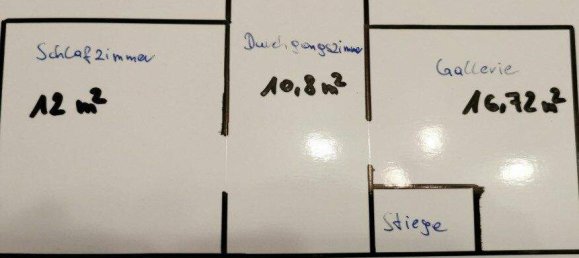 Schlafzimmer
12 m²
Durchgangszimmer
10,8 m²
Gallerie
16,72 m²
Stiege